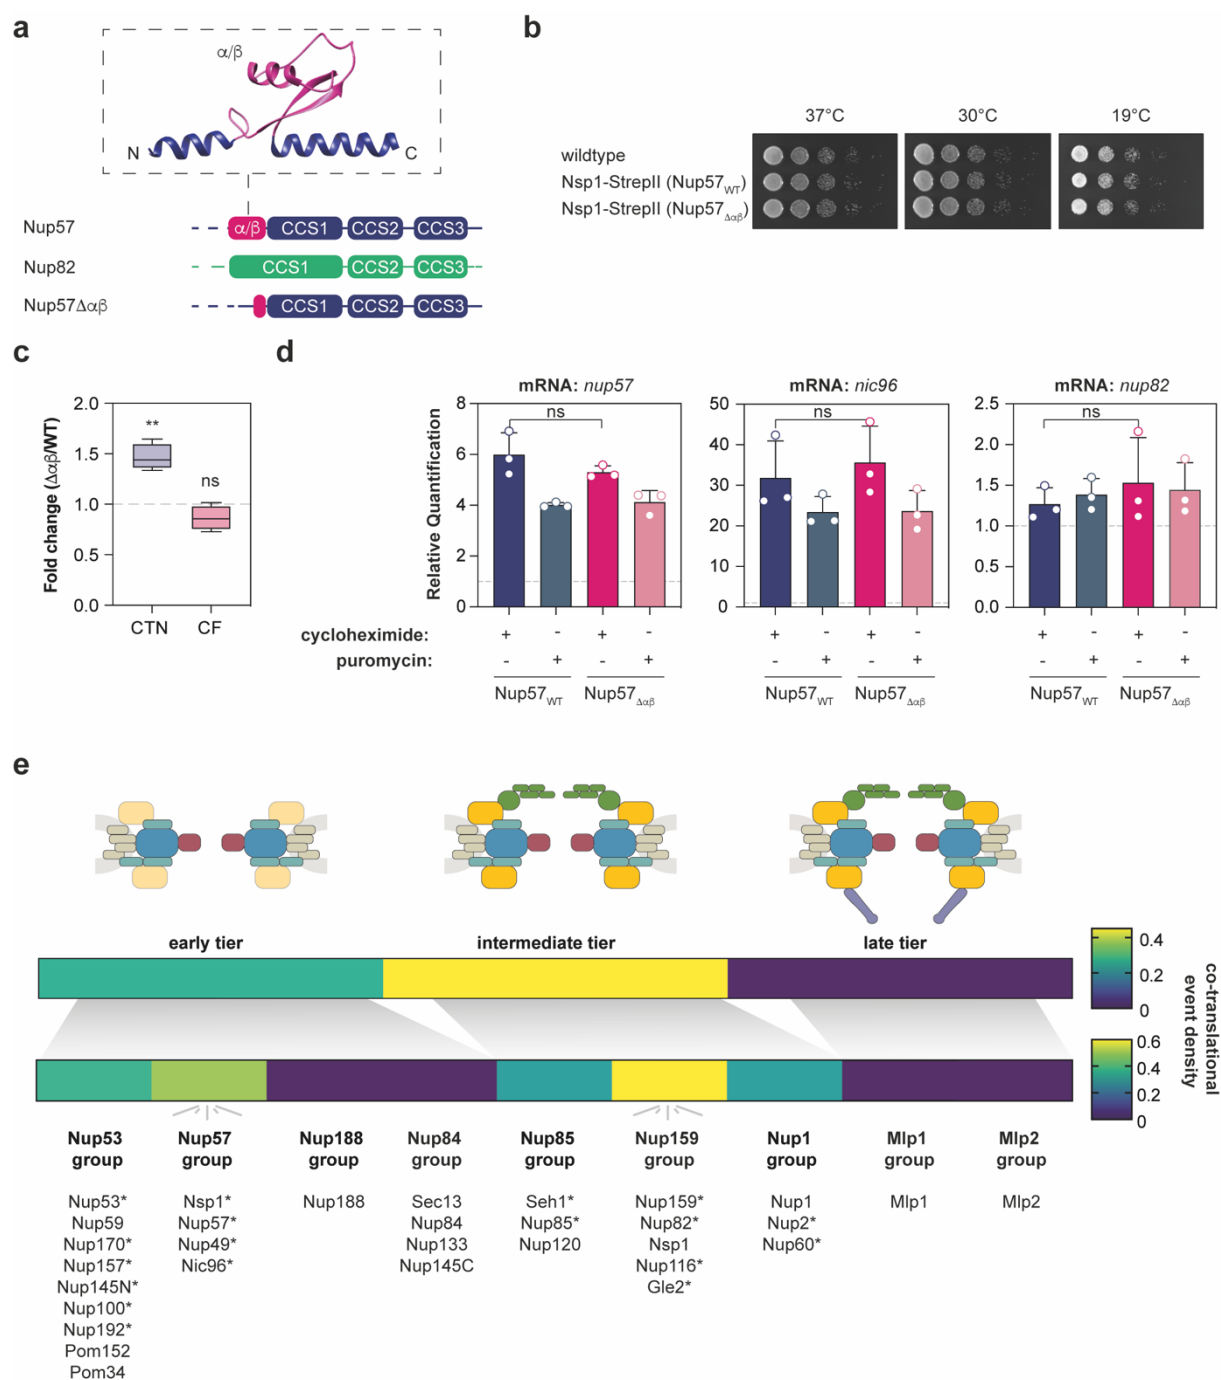 a
α/β
N
C
Nup57
α/β
CCS1
CCS2
CCS3
Nup82
CCS1
CCS2
CCS3
Nup57Δαβ
CCS1
CCS2
CCS3
b
37°C
30°C
19°C
wildtype
Nsp1-StrepII (Nup57WT)
Nsp1-StrepII (Nup57Δαβ)
c
Fold change (Δαβ/WT)
2.0
1.5
1.0
0.5
0.0
**
ns
CTN
CF
d
mRNA: nup57
Relative Quantification
8
6
4
2
0
ns
mRNA: nic96
50
40
30
20
10
0
ns
mRNA: nup82
2.5
2.0
1.5
1.0
0.5
0.0
ns
cycloheximide:
+ - + -
+ - + -
+ - + -
puromycin:
- + - +
- + - +
- + - +
Nup57WT
Nup57Δαβ
Nup57WT
Nup57Δαβ
Nup57WT
Nup57Δαβ
e
early tier
intermediate tier
late tier
0.4
0.2
0
0.6
0.4
0.2
0
co-translational
event density
Nup53
group
Nup53*
Nup59
Nup170*
Nup157*
Nup145N*
Nup100*
Nup192*
Pom152
Pom34
Nup57
group
Nsp1*
Nup57*
Nup49*
Nic96*
Nup188
group
Nup188
Nup84
group
Sec13
Nup84
Nup133
Nup145C
Nup85
group
Seh1*
Nup85*
Nup120
Nup159
group
Nup159*
Nup82*
Nsp1
Nup116*
Gle2*
Nup1
group
Nup1
Nup2*
Nup60*
Mlp1
group
Mlp1
Mlp2
group
Mlp2